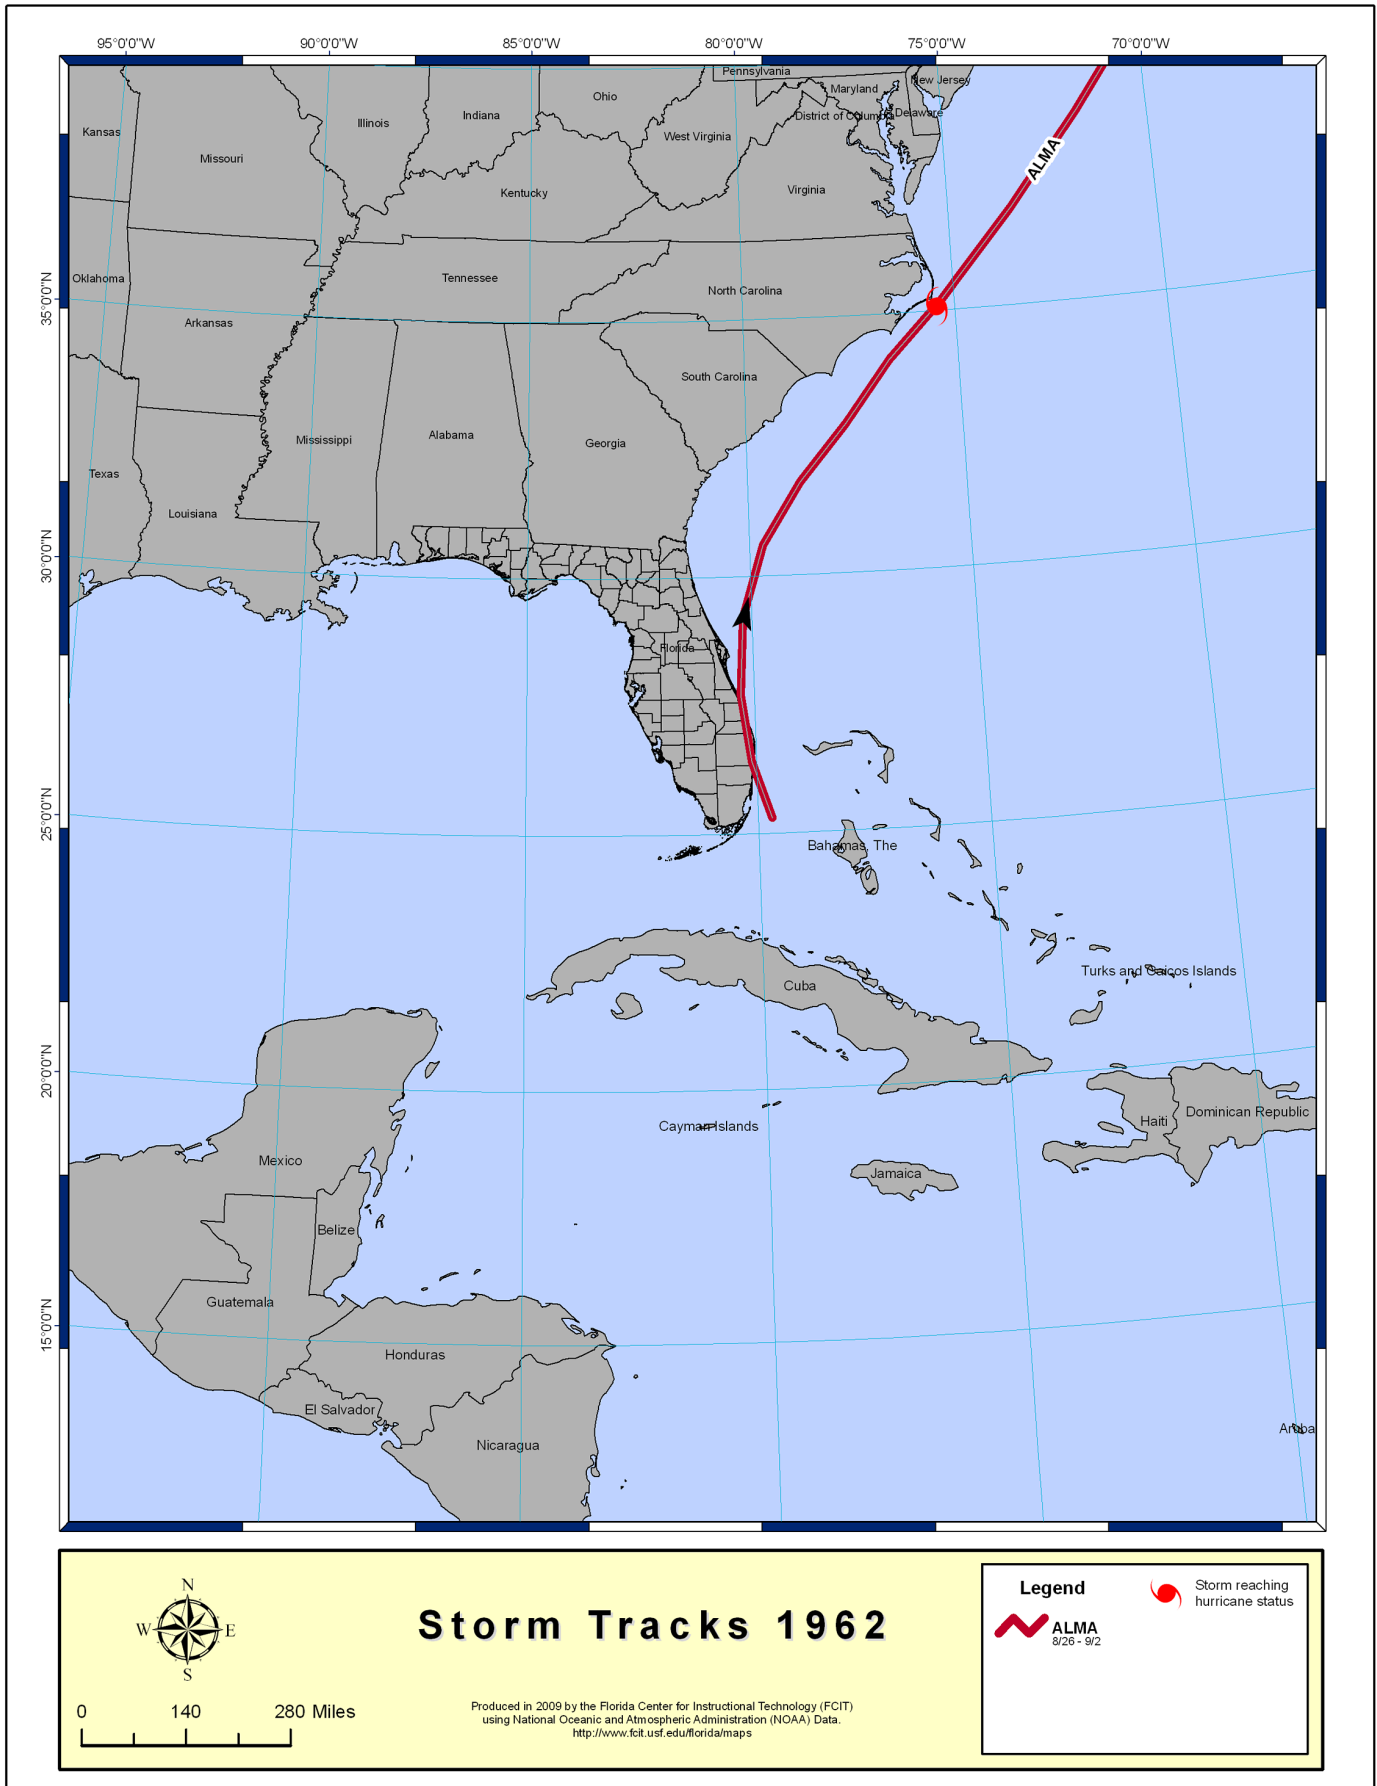 95°0'0"W 90°0'0"W 85°0'0"W 80°0'0"W 75°0'0"W 70°0'0"W
Pennsylvania
New Jersey
Ohio
Maryland
Indiana
District of Columbia
Delaware
Illinois
Kansas
West Virginia
Missouri
ALMA
Kentucky
Virginia
Oklahoma
Tennessee
North Carolina
35°0'0"N
Arkansas
South Carolina
Mississippi
Alabama
Georgia
Texas
Louisiana
30°0'0"N
Florida
25°0'0"N
Bahamas, The
Turks and Caicos Islands
Cuba
20°0'0"N
Cayman Islands
Haiti
Dominican Republic
Mexico
Jamaica
Belize
Guatemala
15°0'0"N
Honduras
El Salvador
Nicaragua
Aruba
N
W E
S
0 140 280 Miles
Storm Tracks 1962
Produced in 2009 by the Florida Center for Instructional Technology (FCIT)
using National Oceanic and Atmospheric Administration (NOAA) Data.
http://www.fcit.usf.edu/florida/maps
Legend
ALMA
8/26 - 9/2
Storm reaching
hurricane status